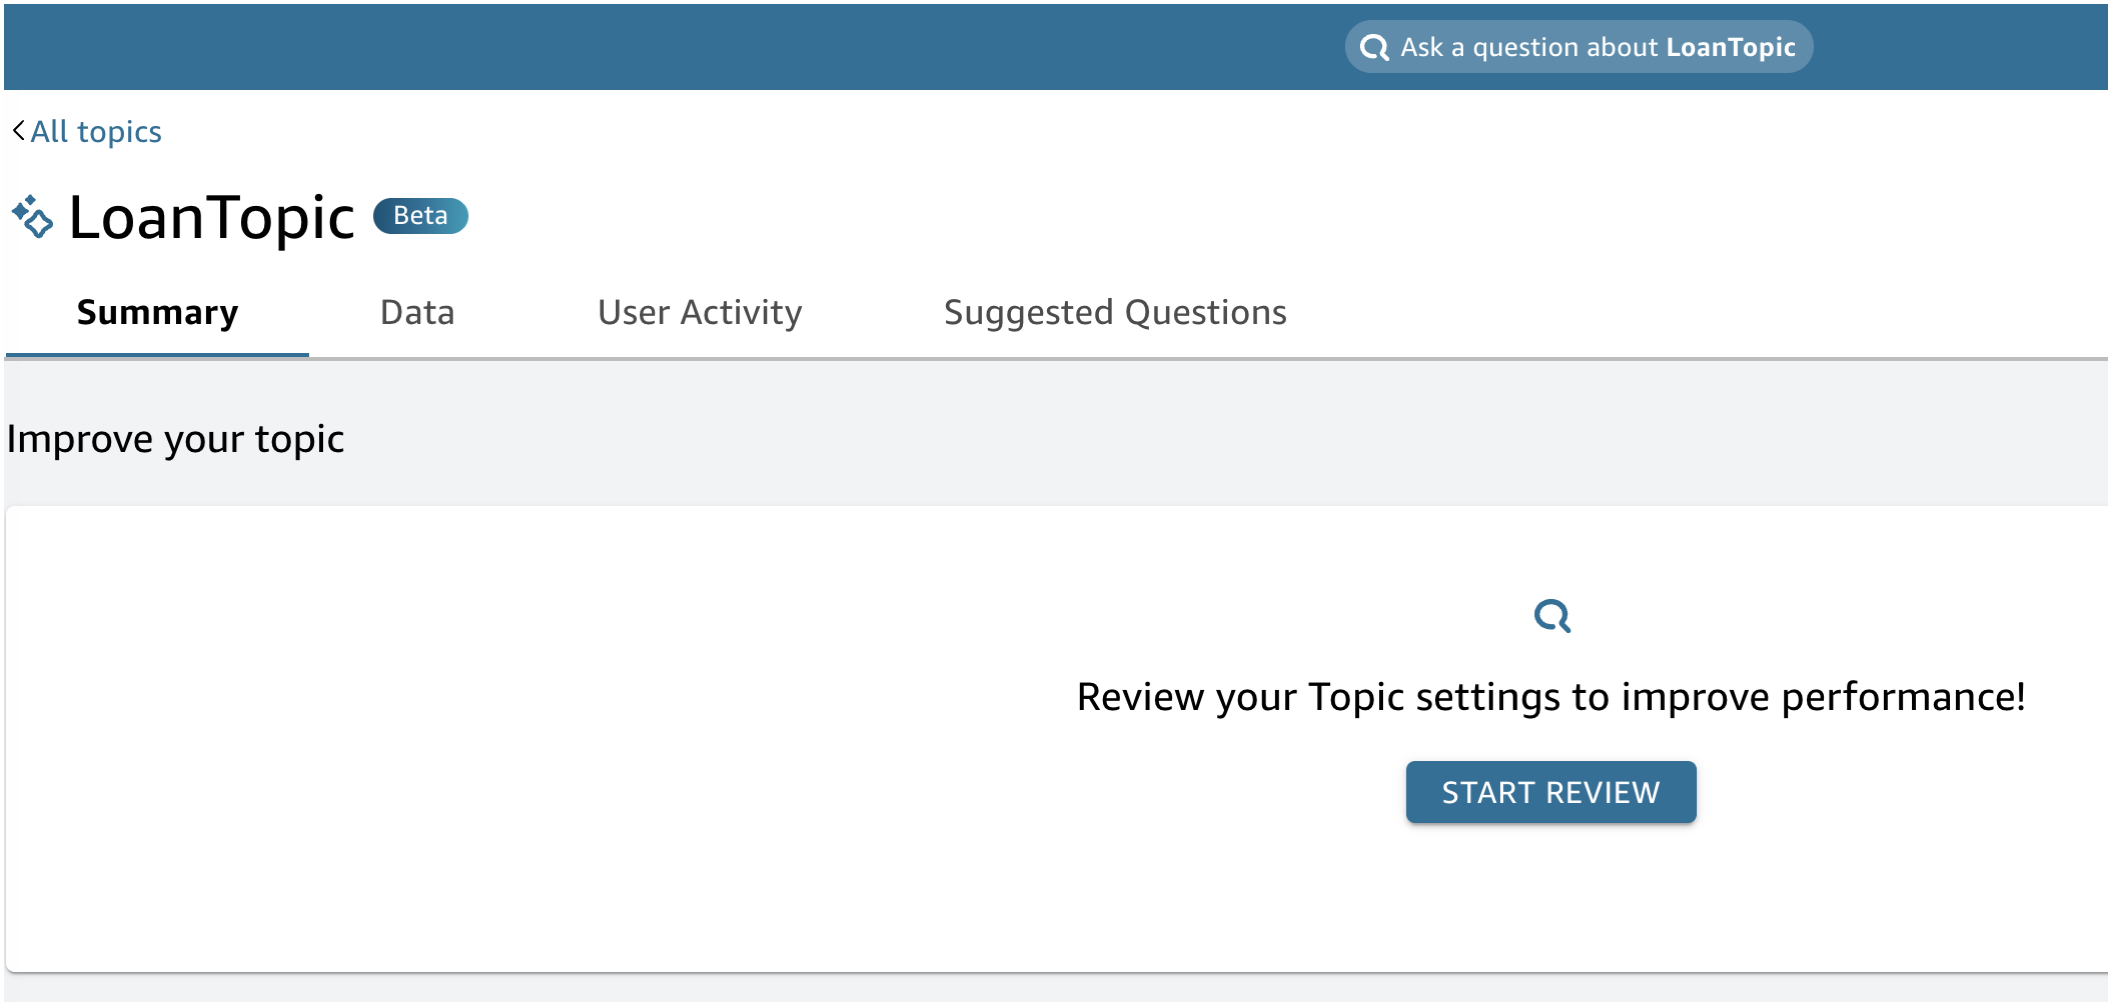 Ask a question about LoanTopic
All topics
LoanTopic Beta
Summary Data User Activity Suggested Questions
Improve your topic
Review your Topic settings to improve performance!
START REVIEW